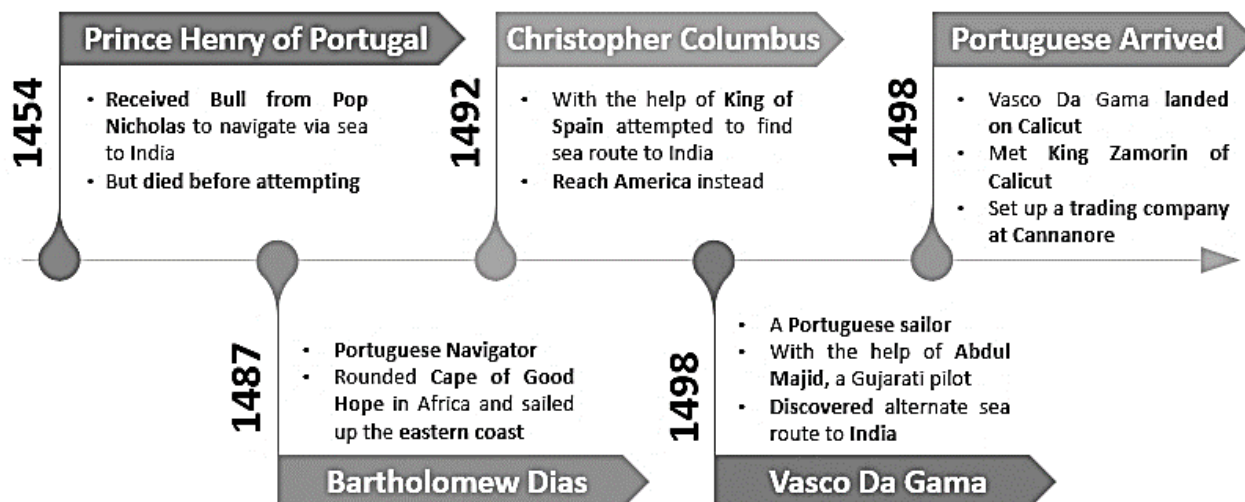 1454
Prince Henry of Portugal
• Received Bull from Pop
Nicholas to navigate via sea
to India
• But died before attempting
1487
• Portuguese Navigator
• Rounded Cape of Good
Hope in Africa and sailed
up the eastern coast
Bartholomew Dias
1492
Christopher Columbus
• With the help of King of
Spain attempted to find
sea route to India
• Reach America instead
1498
• A Portuguese sailor
• With the help of Abdul
Majid, a Gujarati pilot
• Discovered alternate sea
route to India
Vasco Da Gama
1498
Portuguese Arrived
• Vasco Da Gama landed
on Calicut
• Met King Zamorin of
Calicut
• Set up a trading company
at Cannanore